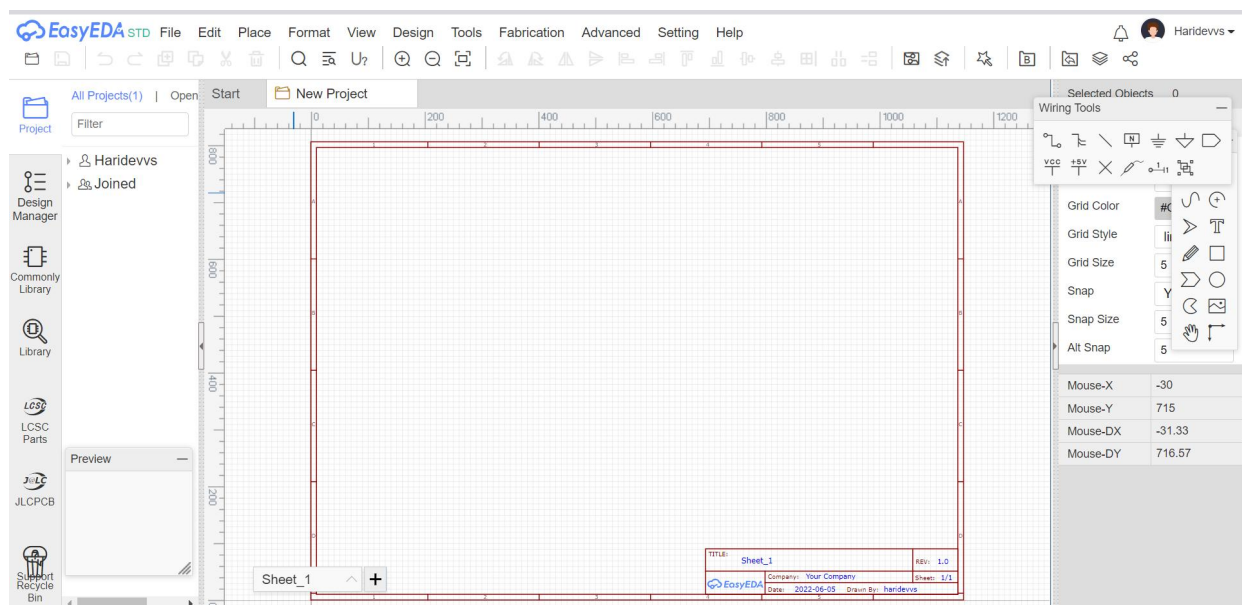 EasyEDA STD File Edit Place Format View Design Tools Fabrication Advanced Setting Help Haridevvs
All Projects(1) | Open
Start
New Project
Selected Objects 0
Wiring Tools
Filter
Project
Haridevvs
Joined
Design
Manager
Commonly
Library
Library
LCSC
LCSC
Parts
JLCPCB
Support
Recycle
Bin
Preview
0 200 400 600 800 1000 1200
800
600
400
200
N
VCC +5V
Grid Color
Grid Style
Grid Size 5
Snap Y
Snap Size 5
Alt Snap 5
Mouse-X -30
Mouse-Y 715
Mouse-DX -31.33
Mouse-DY 716.57
TITLE:
Sheet_1
REV: 1.0
EasyEDA
Company: Your Company
Sheet: 1/1
Date: 2022-06-05 Drawn By: haridevvs
Sheet_1